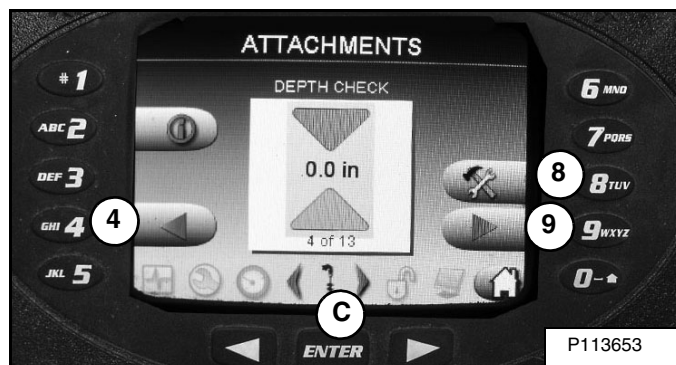 ATTACHMENTS
DEPTH CHECK
0.0 in
4 of 13
#1
ABC 2
DEF 3
GHI 4
JKL 5
6 MNO
7 PQRS
8 TUV
9 WXYZ
0-
4
8
9
C
ENTER
P113653